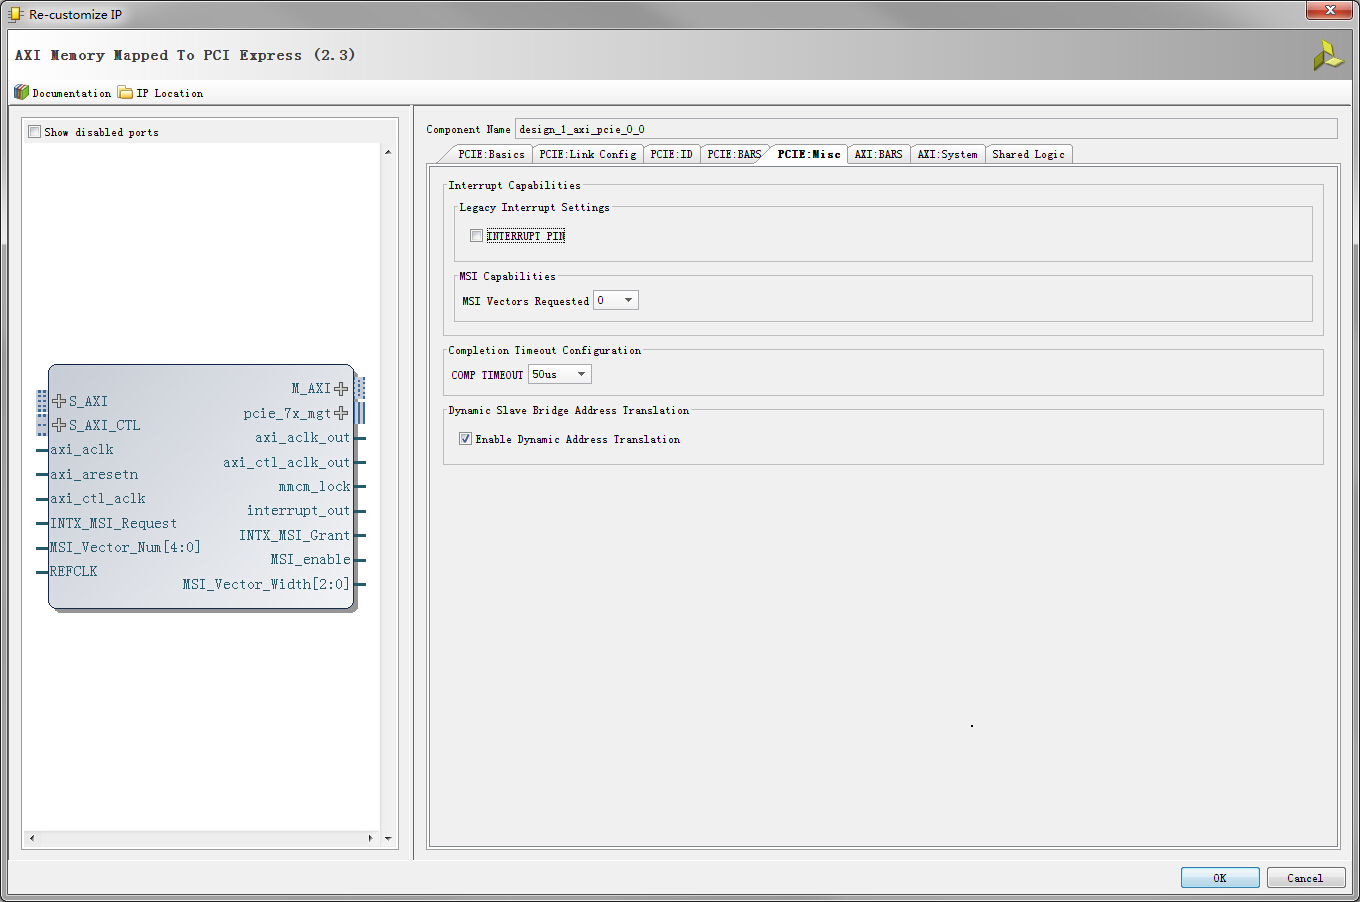 Re-customize IP
AXI Memory Mapped To PCI Express (2.3)
Documentation IP Location
Show disabled ports
S_AXI
S_AXI_CTL
axi_aclk
axi_aresetn
axi_ctl_aclk
INTX_MSI_Request
MSI_Vector_Num[4:0]
REFCLK
M_AXI
pcie_7x_mgt
axi_aclk_out
axi_ctl_aclk_out
mmcm_lock
interrupt_out
INTX_MSI_Grant
MSI_enable
MSI_Vector_Width[2:0]
Component Name design_1_axi_pcie_0_0
PCIE:Basics PCIE:Link Config PCIE:ID PCIE:BARS PCIE:Misc AXI:BARS AXI:System Shared Logic
Interrupt Capabilities
Legacy Interrupt Settings
INTERRUPT PIN
MSI Capabilities
MSI Vectors Requested 0
Completion Timeout Configuration
COMP TIMEOUT 50us
Dynamic Slave Bridge Address Translation
Enable Dynamic Address Translation
OK Cancel